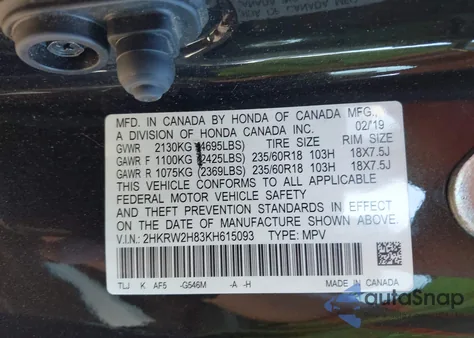 MFD. IN CANADA BY HONDA OF CANADA MFG.,
A DIVISION OF HONDA CANADA INC. 02/19
GVWR 2130KG (4695LBS) TIRE SIZE RIM SIZE
GAWR F 1100KG (2425LBS) 235/60R18 103H 18X7.5J
GAWR R 1075KG (2369LBS) 235/60R18 103H 18X7.5J
THIS VEHICLE CONFORMS TO ALL APPLICABLE
FEDERAL MOTOR VEHICLE SAFETY
AND THEFT PREVENTION STANDARDS IN EFFECT
ON THE DATE OF MANUFACTURE SHOWN ABOVE.
V.I.N.: 2HKRW2H83KH615093 TYPE: MPV
TLJ K AF5 -G546M -A -H MADE IN CANADA
autoSnap